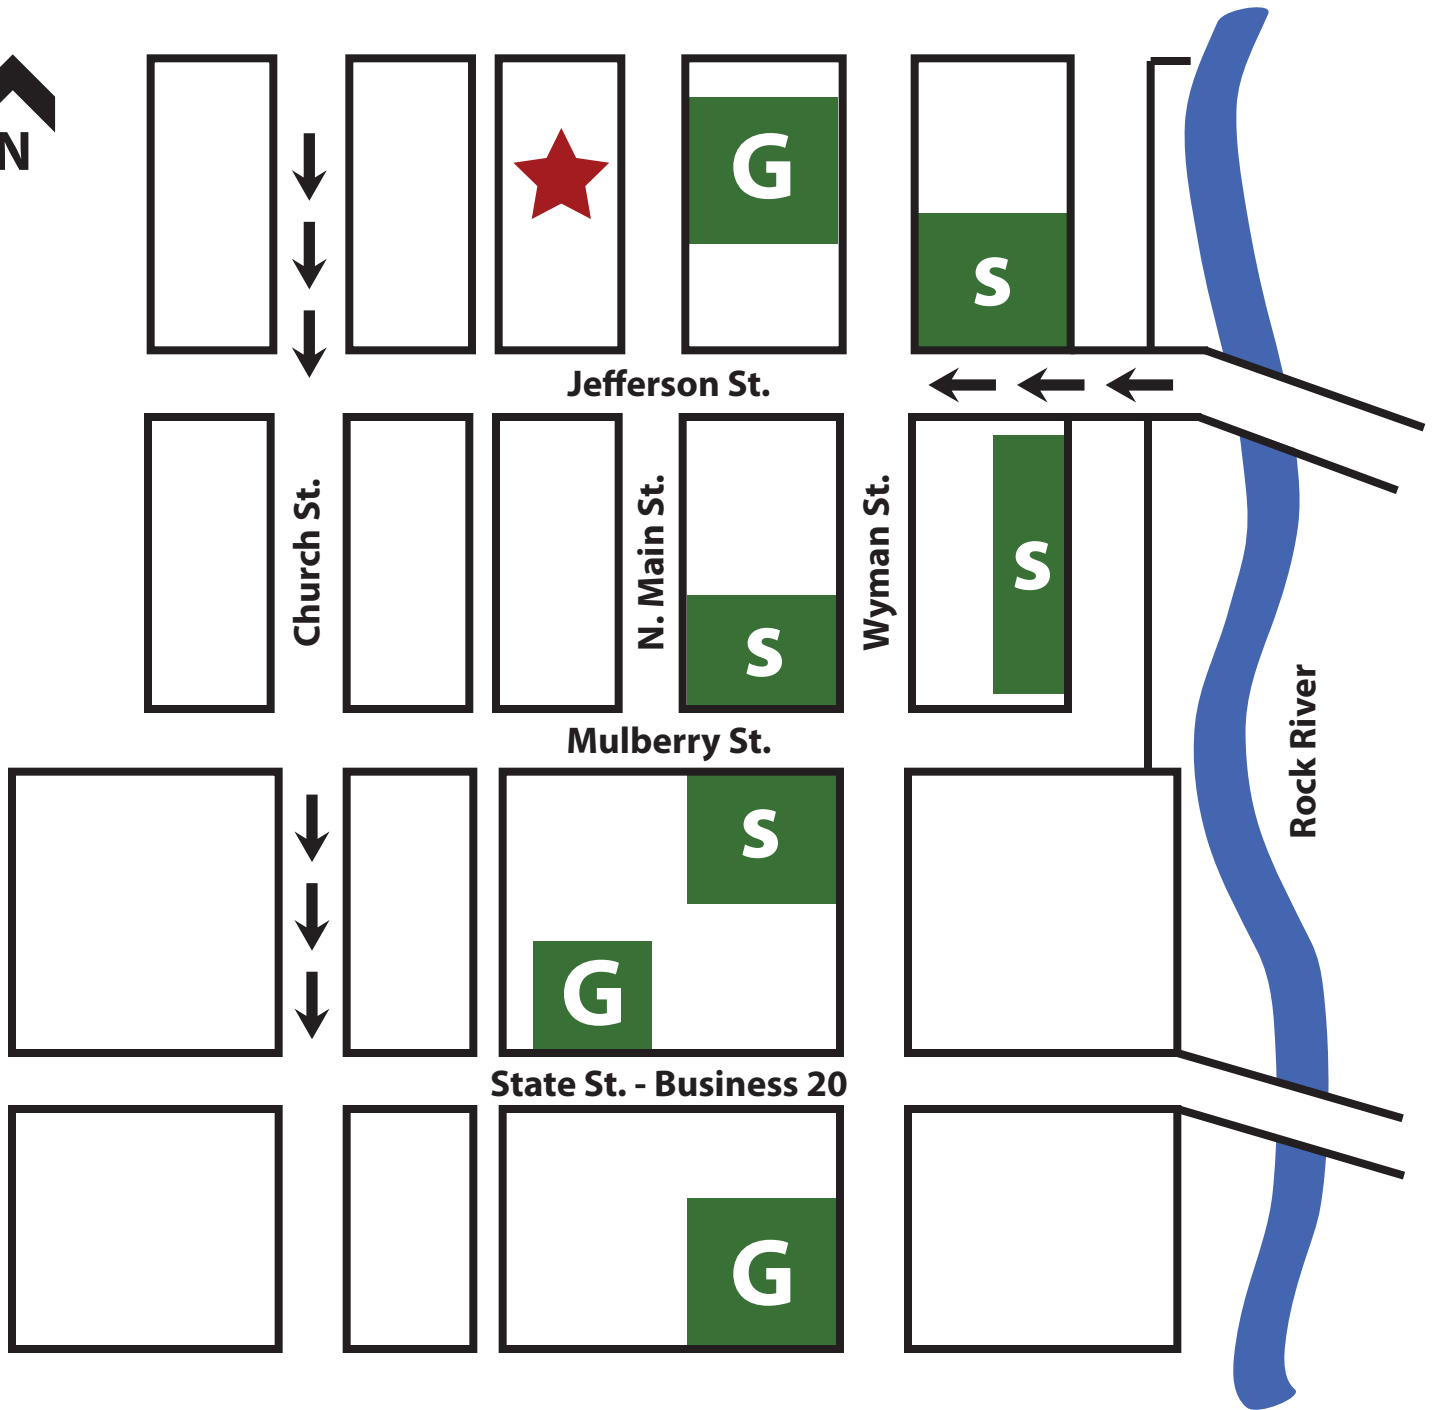 N
G
S
Jefferson St.
Church St.
N. Main St.
Wyman St.
S
S
Mulberry St.
Rock River
S
G
State St. - Business 20
G